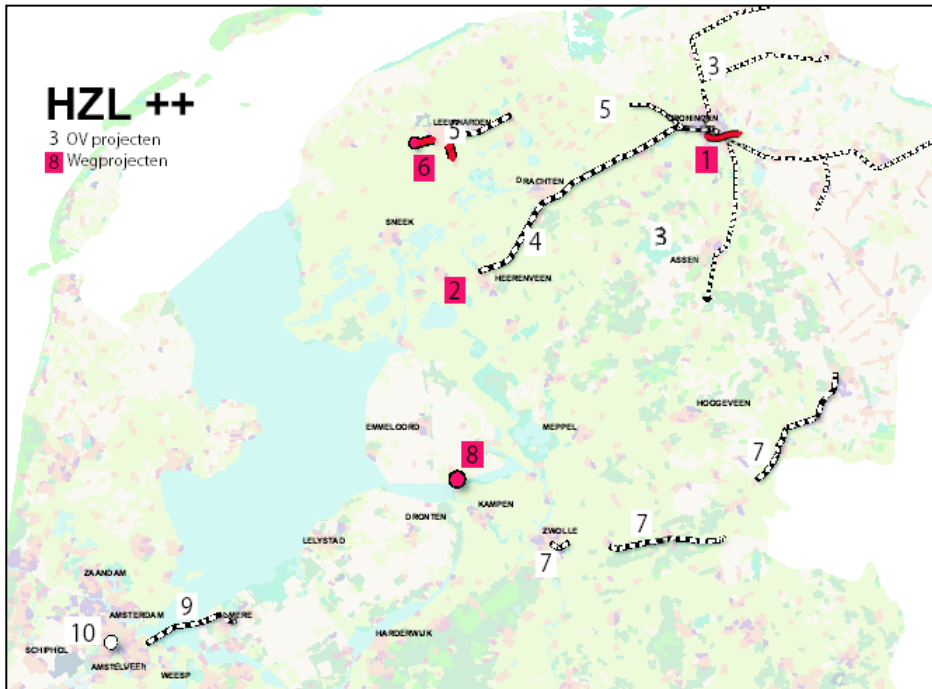 HZL ++
3 OV projecten
8 Wegprojecten
3
5
GRONINGEN
LEEUWARDEN
5
6
1
DRACHTEN
SNEEK
4
3
ASSEN
HEERENVEEN
2
HOOGEVEEN
EMMELOORD
MEPPEL
7
8
KAMPEN
DRONTEN
ZWOLLE
7
7
LELYSTAD
ZAANDAM
AMSTERDAM
9
10
SCHIPHOL
AMSTELVEEN
WEESP
HARDERWIJK